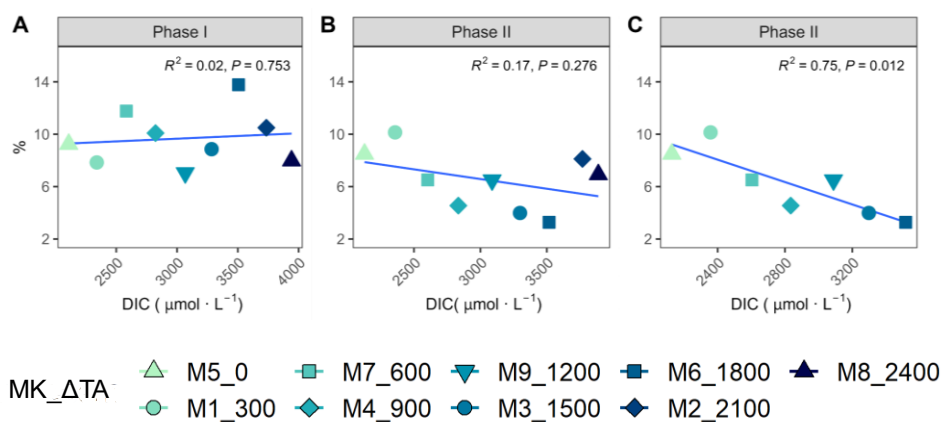 A
Phase I
B
Phase II
C
Phase II
R² = 0.02, P = 0.753
R² = 0.17, P = 0.276
R² = 0.75, P = 0.012
%
14
10
6
2
14
10
6
2
14
10
6
2
2500
3000
3500
4000
2500
3000
3500
2400
2800
3200
DIC ( μmol · L⁻¹)
DIC( μmol · L⁻¹)
DIC ( μmol · L⁻¹)
MK_ΔTA
M5_0
M7_600
M9_1200
M6_1800
M8_2400
M1_300
M4_900
M3_1500
M2_2100